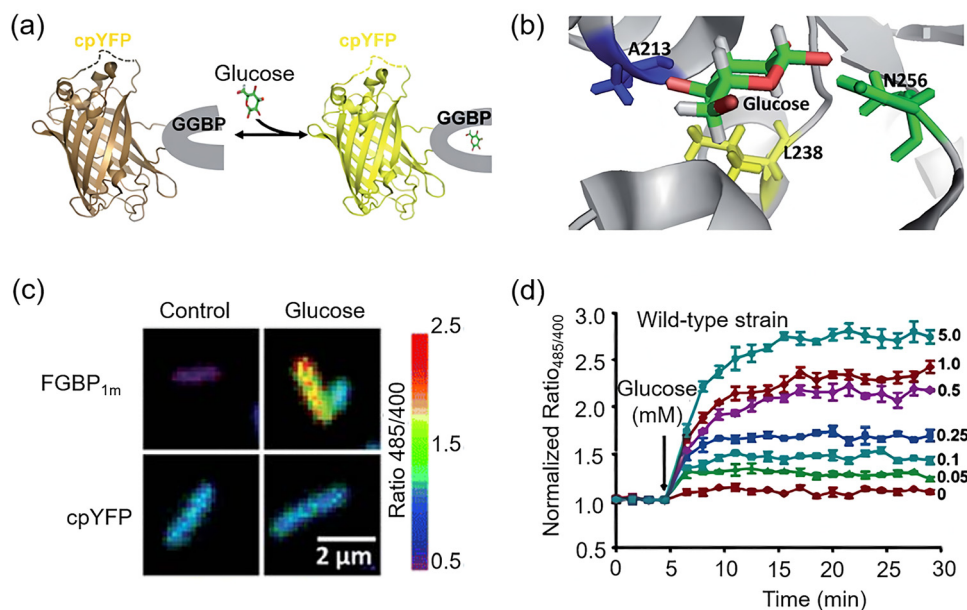 (a)
cpYFP
cpYFP
Glucose
GGBP
GGBP
(b)
A213
N256
Glucose
L238
(c)
Control
Glucose
FGBP1m
cpYFP
2 μm
2.5
1.5
0.5
Ratio 485/400
(d)
Wild-type strain
Glucose
(mM)
3.0
2.5
2.0
1.5
1.0
0.5
Normalized Ratio485/400
5.0
1.0
0.5
0.25
0.1
0.05
0
0 5 10 15 20 25 30
Time (min)